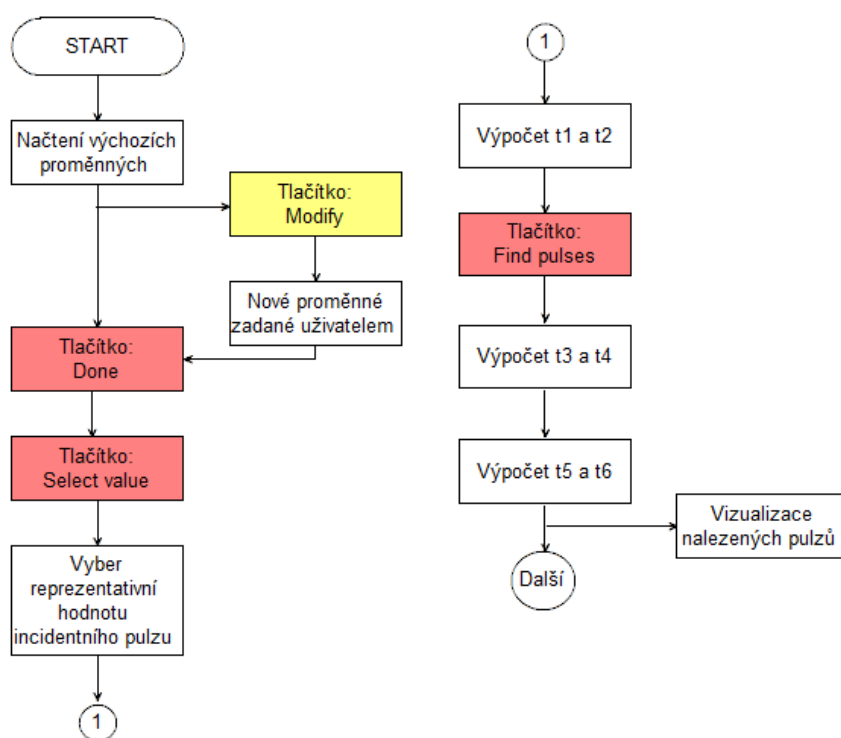 START
Načtení výchozích
proměnných
Tlačítko:
Modify
Nové proměnné
zadané uživatelem
Tlačítko:
Done
Tlačítko:
Select value
Vyber
reprezentativní
hodnotu
incidentního pulzu
1
1
Výpočet t1 a t2
Tlačítko:
Find pulses
Výpočet t3 a t4
Výpočet t5 a t6
Vizualizace
nalezených pulzů
Další